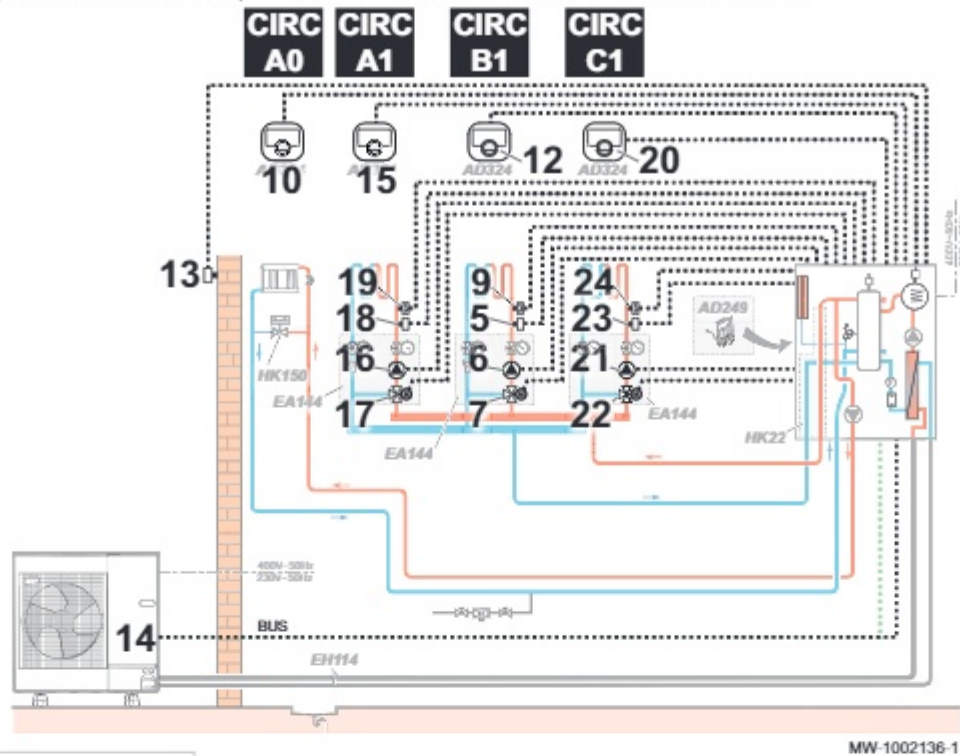 CIRC A0
CIRC A1
CIRC B1
CIRC C1
10
15
AD324
12
AD324
20
13
19
9
24
18
5
23
AD249
16
6
21
HK150
EA144
17
7
22
EA144
EA144
HK22
400V~50Hz
230V~50Hz
14
BUS
EH114
MW-1002136-1